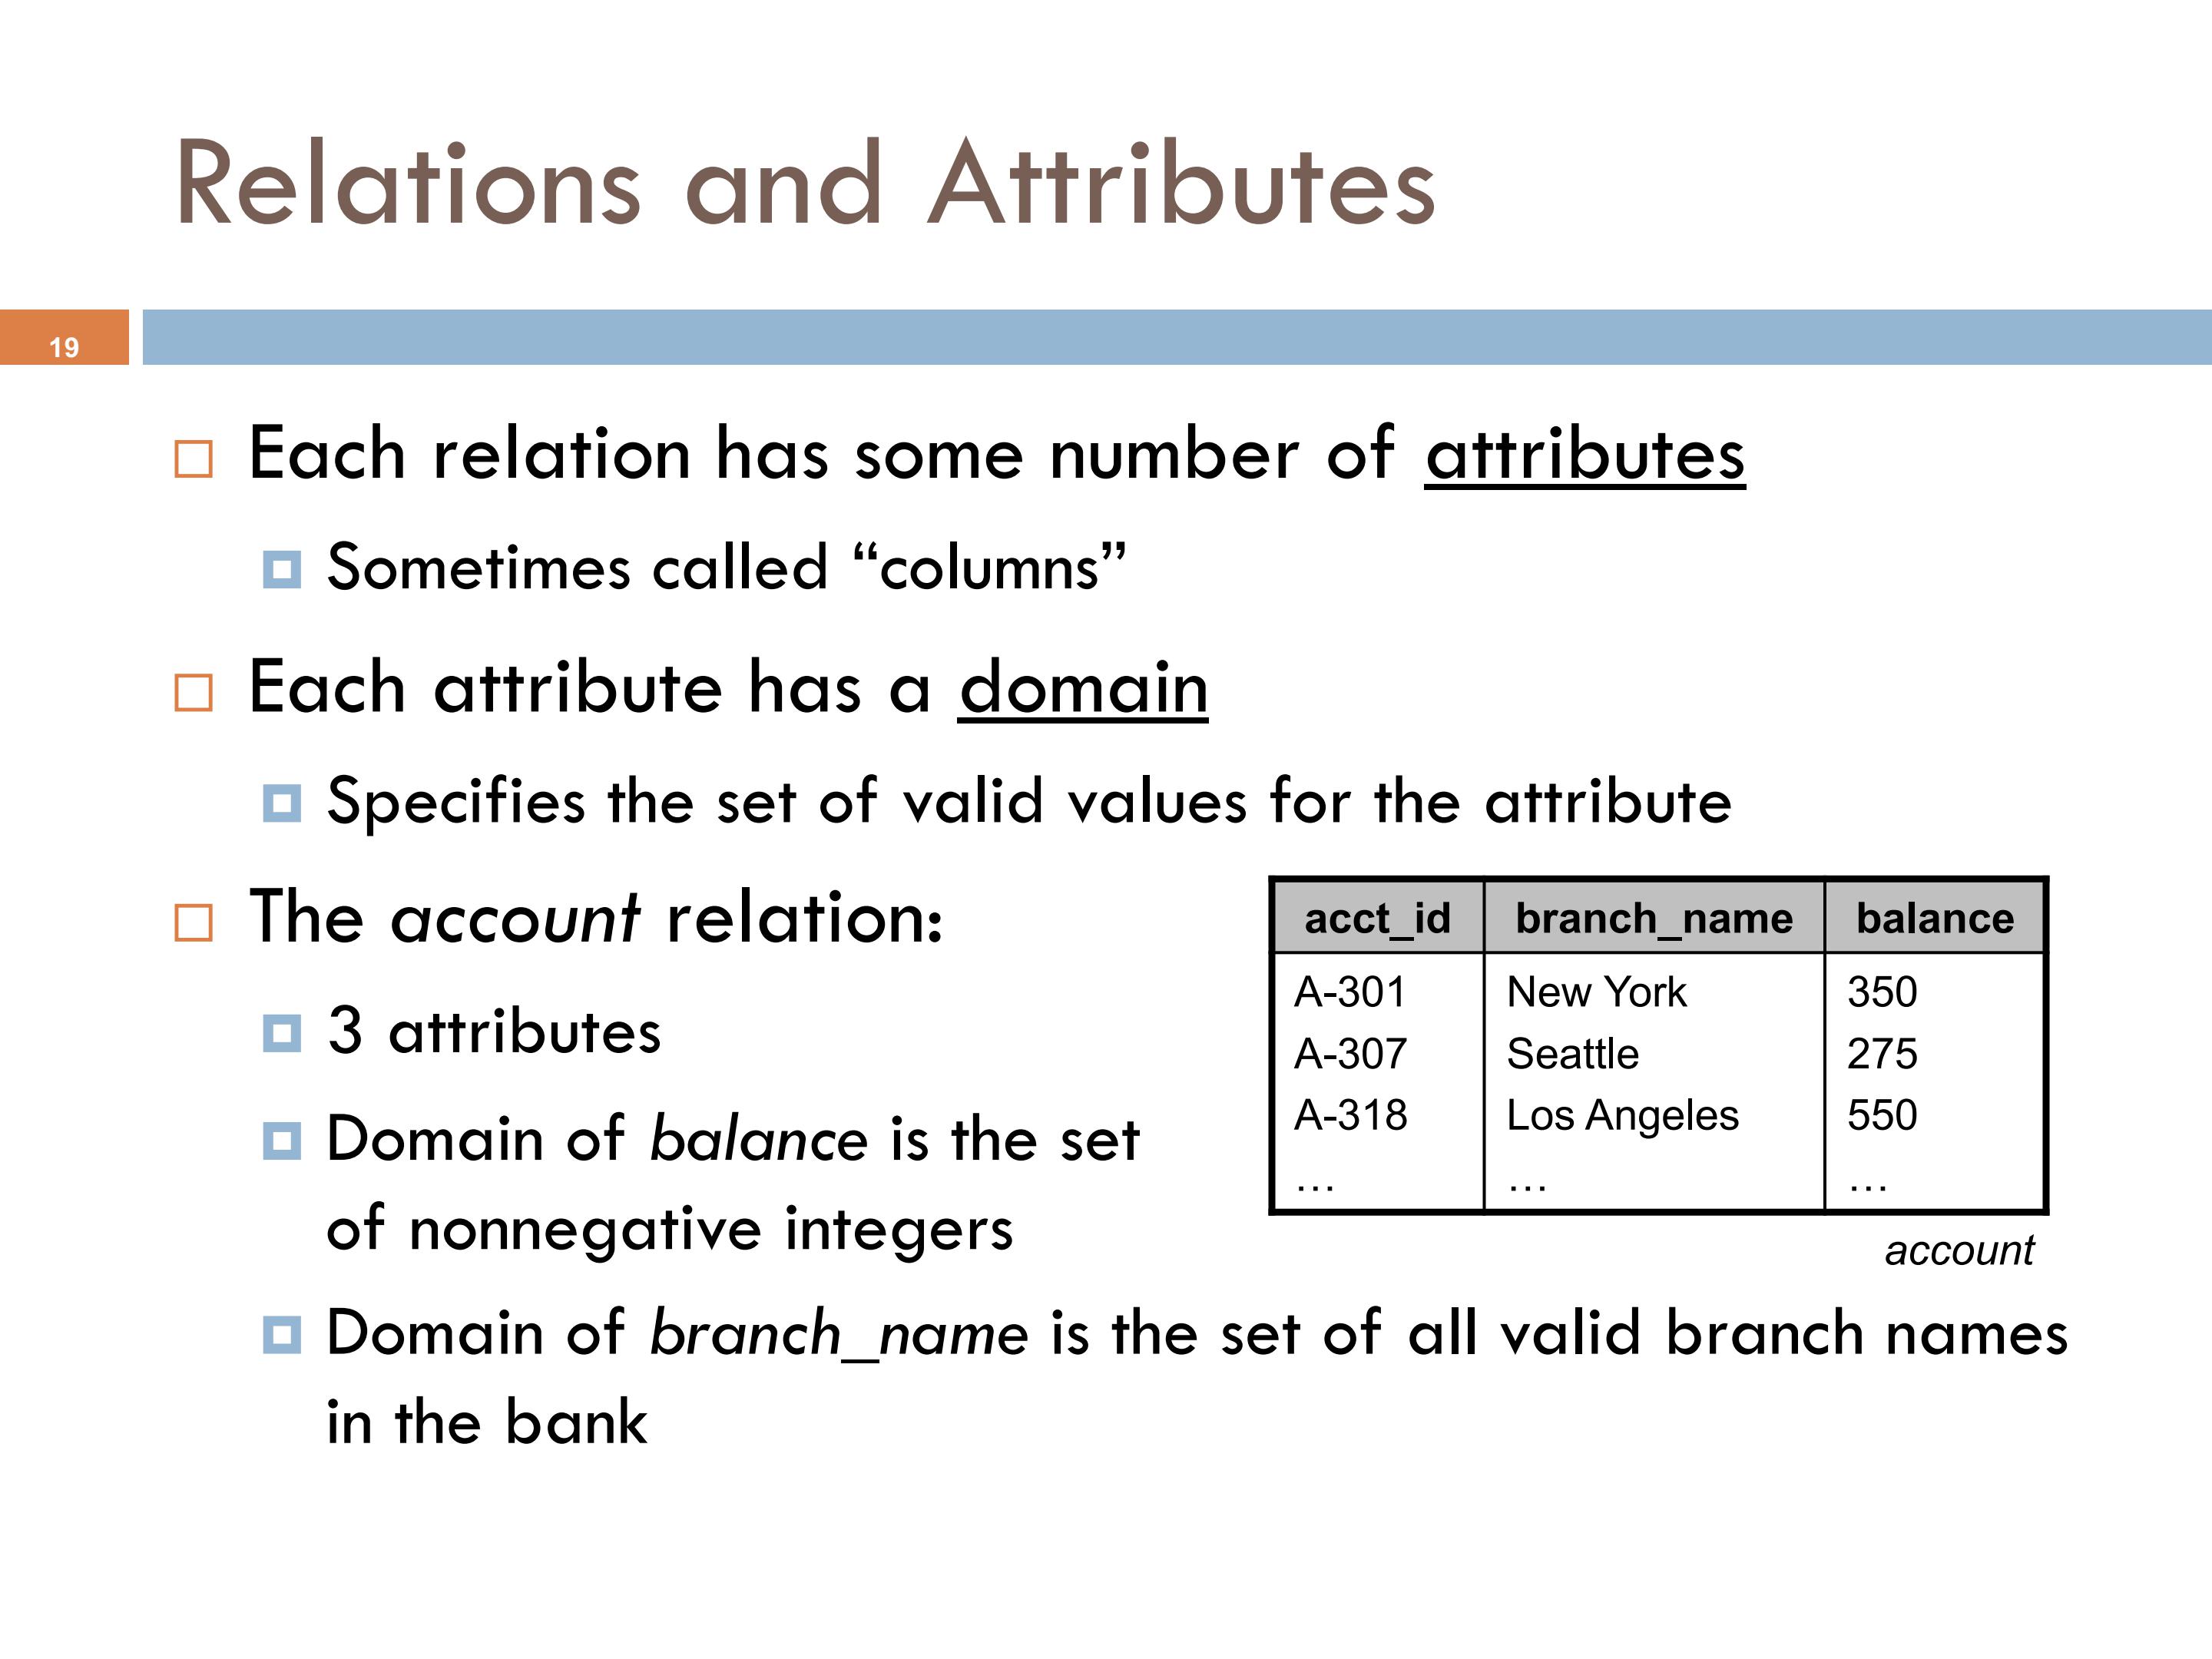 Relations and Attributes
19
Each relation has some number of attributes
Sometimes called “columns”
Each attribute has a domain
Specifies the set of valid values for the attribute
The account relation:
3 attributes
Domain of balance is the set
of nonnegative integers
Domain of branch_name is the set of all valid branch names
in the bank
acct_id branch_name balance
A-301 New York 350
A-307 Seattle 275
A-318 Los Angeles 550
… … …
account